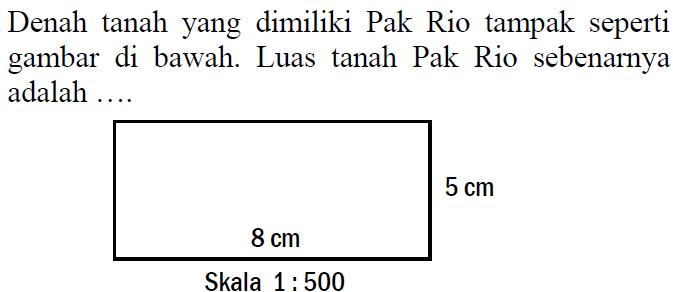 Denah tanah yang dimiliki Pak Rio tampak seperti
gambar di bawah. Luas tanah Pak Rio sebenarnya
adalah ....
5 cm
8 cm
Skala 1 : 500